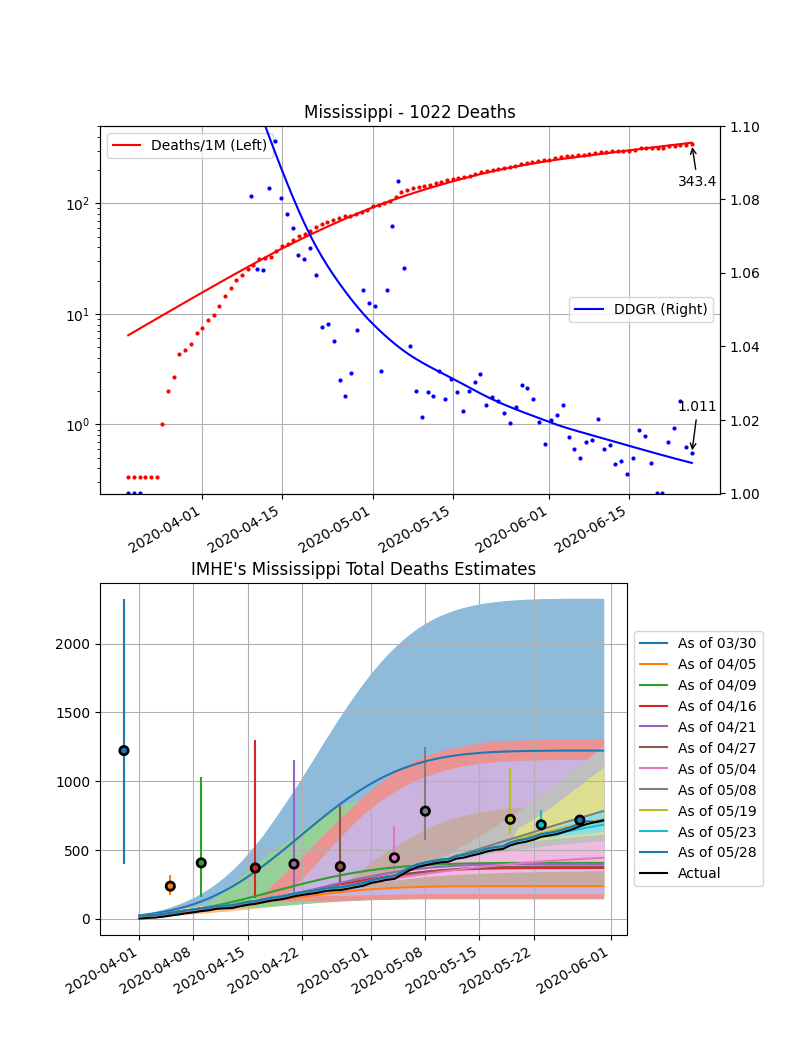 Mississippi - 1022 Deaths
Deaths/1M (Left)
DDGR (Right)
343.4
1.011
10²
10¹
10⁰
1.10
1.08
1.06
1.04
1.02
1.00
2020-04-01
2020-04-15
2020-05-01
2020-05-15
2020-06-01
2020-06-15
IMHE's Mississippi Total Deaths Estimates
2000
1500
1000
500
0
2020-04-01
2020-04-08
2020-04-15
2020-04-22
2020-05-01
2020-05-08
2020-05-15
2020-05-22
2020-06-01
As of 03/30
As of 04/05
As of 04/09
As of 04/16
As of 04/21
As of 04/27
As of 05/04
As of 05/08
As of 05/19
As of 05/23
As of 05/28
Actual